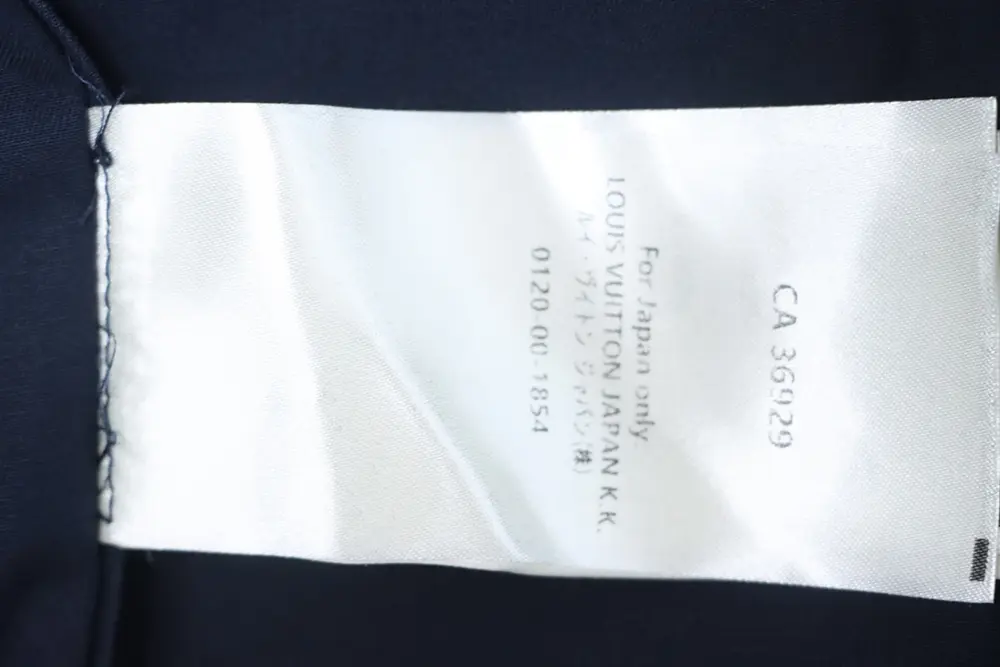 CA 36929
For Japan only.
LOUIS VUITTON JAPAN K.K.
ルイ・ヴィトン ジャパン(株)
0120-00-1854